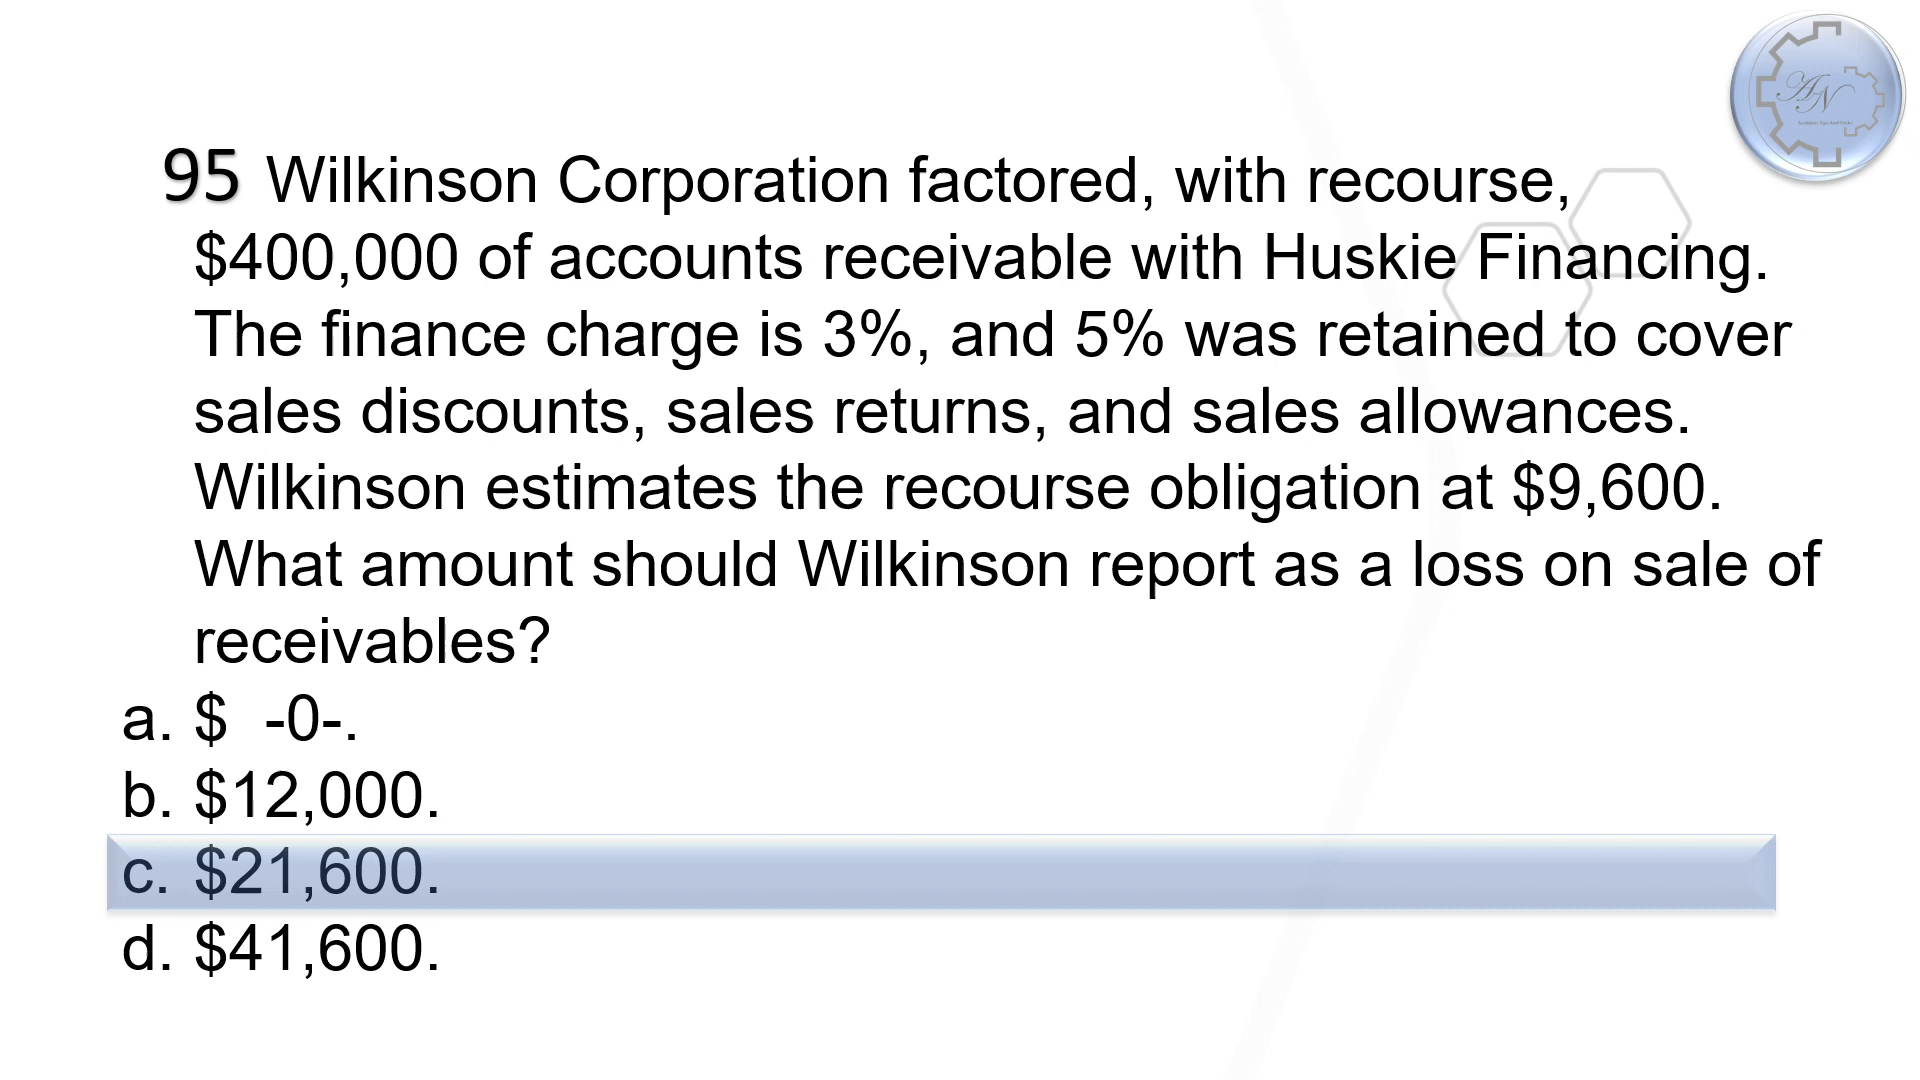 AN
95 Wilkinson Corporation factored, with recourse,
$400,000 of accounts receivable with Huskie Financing.
The finance charge is 3%, and 5% was retained to cover
sales discounts, sales returns, and sales allowances.
Wilkinson estimates the recourse obligation at $9,600.
What amount should Wilkinson report as a loss on sale of
receivables?
a. $ -0-.
b. $12,000.
c. $21,600.
d. $41,600.